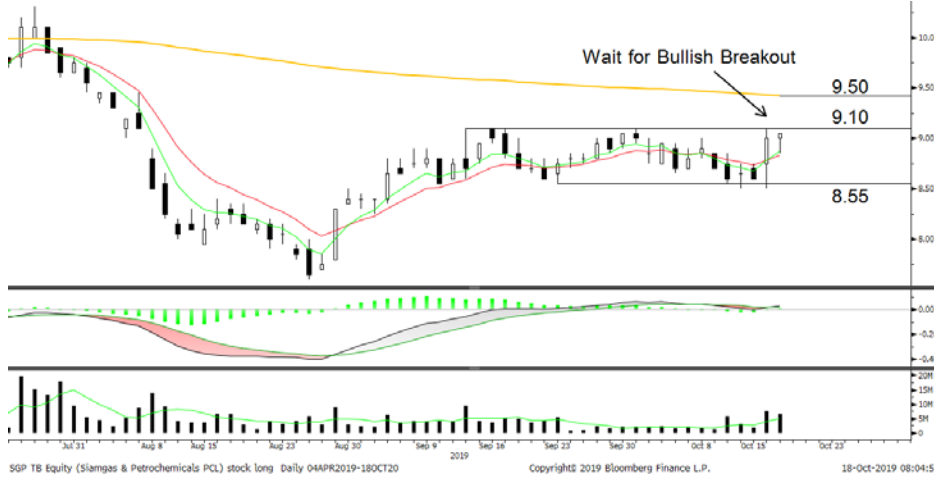 Wait for Bullish Breakout
9.50
9.10
8.55
10.0
9.50
9.00
8.50
8.00
0.00
-0.20
-0.4
20M
15M
10M
5M
0
Jul 31 Aug 8 Aug 15 Aug 23 Aug 30 Sep 9 Sep 16 Sep 23 Sep 30 Oct 8 Oct 15 Oct 23
2019
SGP TB Equity (Siamgas & Petrochemicals PCL) stock long Daily 04APR2019-18OCT20 Copyright© 2019 Bloomberg Finance L.P. 18-Oct-2019 08:04:5